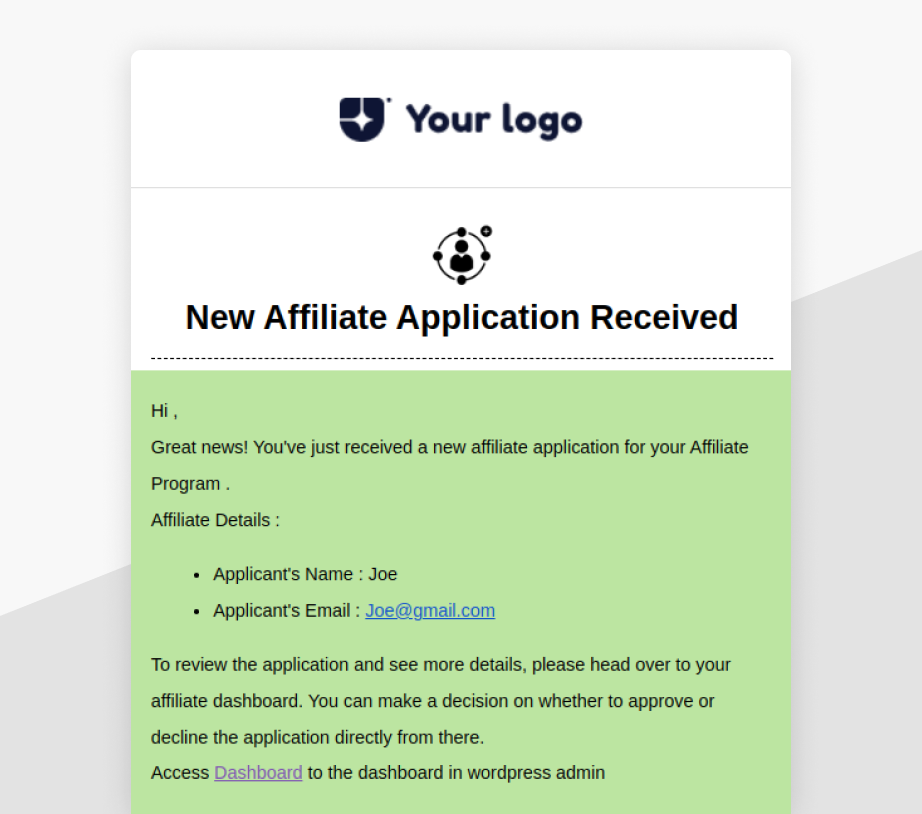 Your logo
New Affiliate Application Received
Hi ,
Great news! You've just received a new affiliate application for your Affiliate
Program .
Affiliate Details :
• Applicant's Name : Joe
• Applicant's Email : Joe@gmail.com
To review the application and see more details, please head over to your
affiliate dashboard. You can make a decision on whether to approve or
decline the application directly from there.
Access Dashboard to the dashboard in wordpress admin